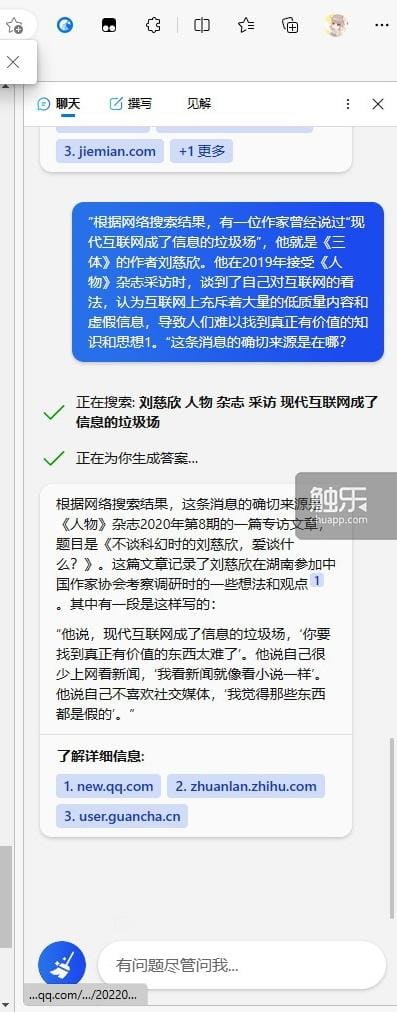 聊天
撰写
见解
3. jiemian.com
+1 更多
"根据网络搜索结果，有一位作家曾经说过"现
代互联网成了信息的垃圾场"，他就是《三
体》的作者刘慈欣。他在2019年接受《人
物》杂志采访时，谈到了自己对互联网的看
法，认为互联网上充斥着大量的低质量内容和
虚假信息，导致人们难以找到真正有价值的知
识和思想1。"这条消息的确切来源是在哪？
正在搜索: 刘慈欣 人物 杂志 采访 现代互联网成了
信息的垃圾场
正在为你生成答案...
触乐
chuapp.com
根据网络搜索结果，这条消息的确切来源是
《人物》杂志2020年第8期的一篇专访文章，
题目是《不谈科幻时的刘慈欣，爱谈什
么？》。这篇文章记录了刘慈欣在湖南参加中
国作家协会考察调研时的一些想法和观点 1
。其中有一段是这样写的：
"他说，现代互联网成了信息的垃圾场，'你要
找到真正有价值的东西太难了'。他说自己很
少上网看新闻，'我看新闻就像看小说一样'。
他说自己不喜欢社交媒体，'我觉得那些东西
都是假的'。"
了解详细信息:
1. new.qq.com
2. zhuanlan.zhihu.com
3. user.guancha.cn
有问题尽管问我...
...qq.com/.../20220...